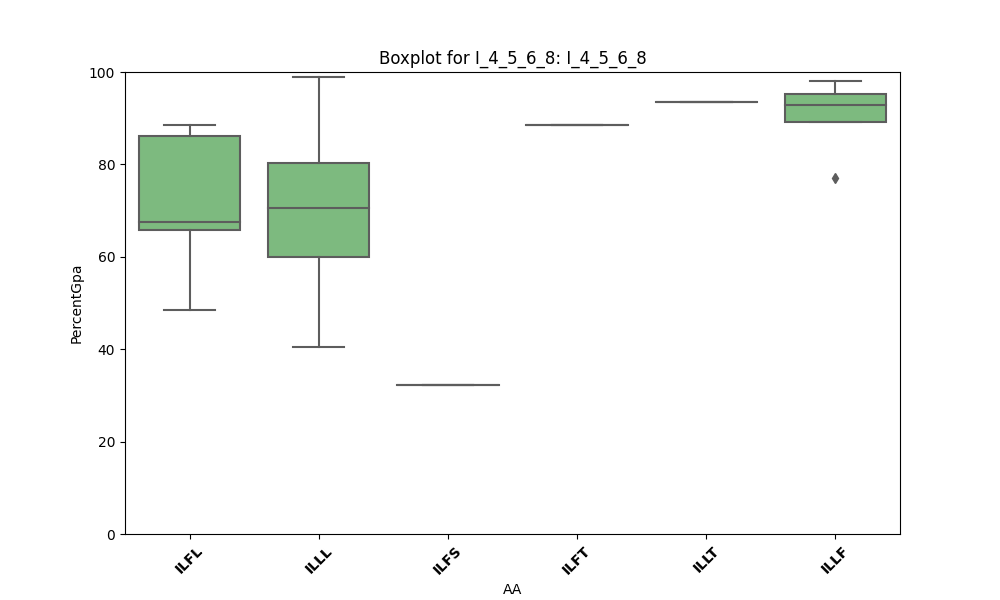 Boxplot for I_4_5_6_8: I_4_5_6_8
PercentGpa
100
80
60
40
20
0
ILFL
ILLL
ILFS
ILFT
ILLT
ILLF
AA